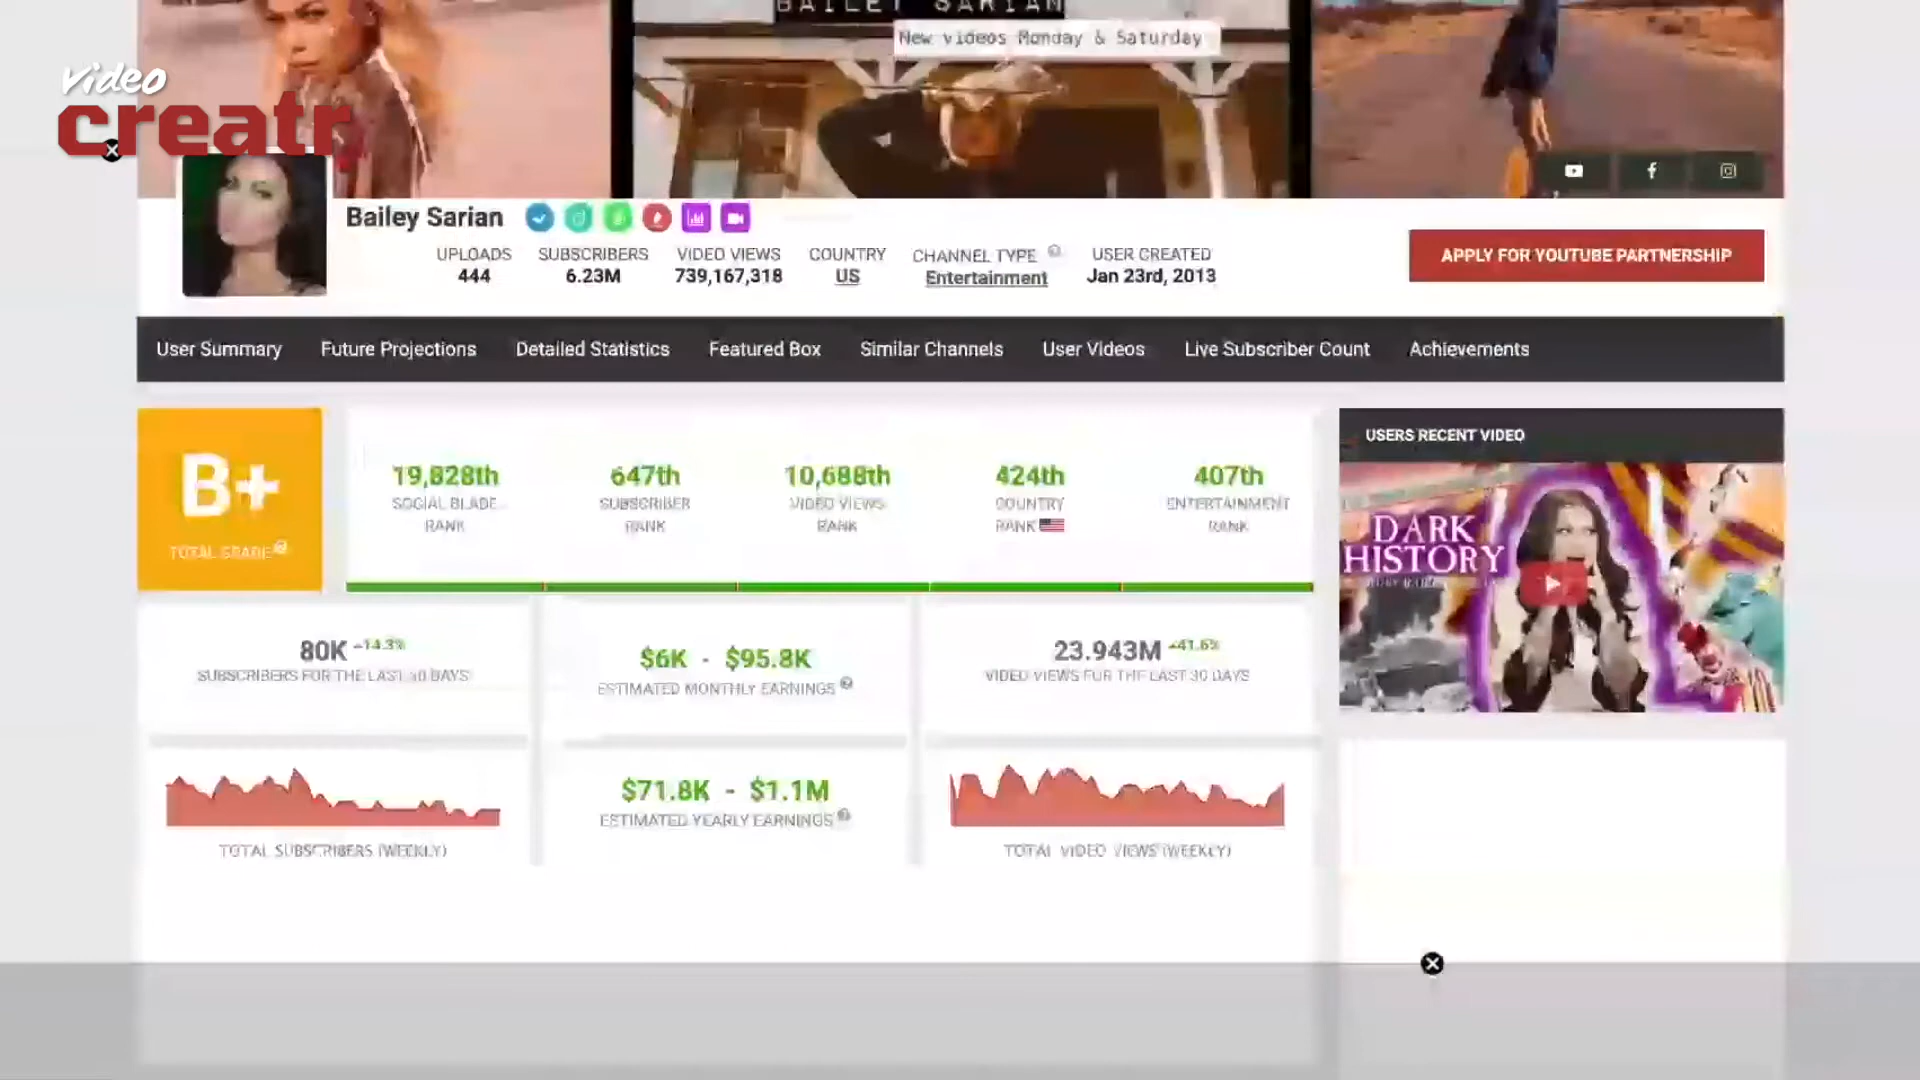 BAILEY SARIAN
New videos Monday & Saturday
video
creatr
Bailey Sarian
UPLOADS
444
SUBSCRIBERS
6.23M
VIDEO VIEWS
739,167,318
COUNTRY
US
CHANNEL TYPE
Entertainment
USER CREATED
Jan 23rd, 2013
APPLY FOR YOUTUBE PARTNERSHIP
User Summary
Future Projections
Detailed Statistics
Featured Box
Similar Channels
User Videos
Live Subscriber Count
Achievements
B+
TOTAL GRADE
19,828th
SOCIAL BLADE
RANK
647th
SUBSCRIBER
RANK
10,688th
VIDEO VIEWS
RANK
424th
COUNTRY
RANK
407th
ENTERTAINMENT
RANK
USERS RECENT VIDEO
DARK
HISTORY
80K -14.3%
SUBSCRIBERS FOR THE LAST 30 DAYS
$6K - $95.8K
ESTIMATED MONTHLY EARNINGS
23.943M
VIDEO VIEWS FOR THE LAST 30 DAYS
$71.8K - $1.1M
ESTIMATED YEARLY EARNINGS
TOTAL SUBSCRIBERS (WEEKLY)
TOTAL VIDEO VIEWS (WEEKLY)